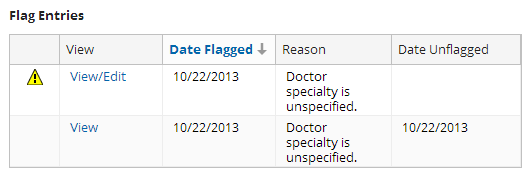 Flag Entries
View Date Flagged Reason Date Unflagged
View/Edit 10/22/2013 Doctor
specialty is
unspecified.
View 10/22/2013 Doctor 10/22/2013
specialty is
unspecified.